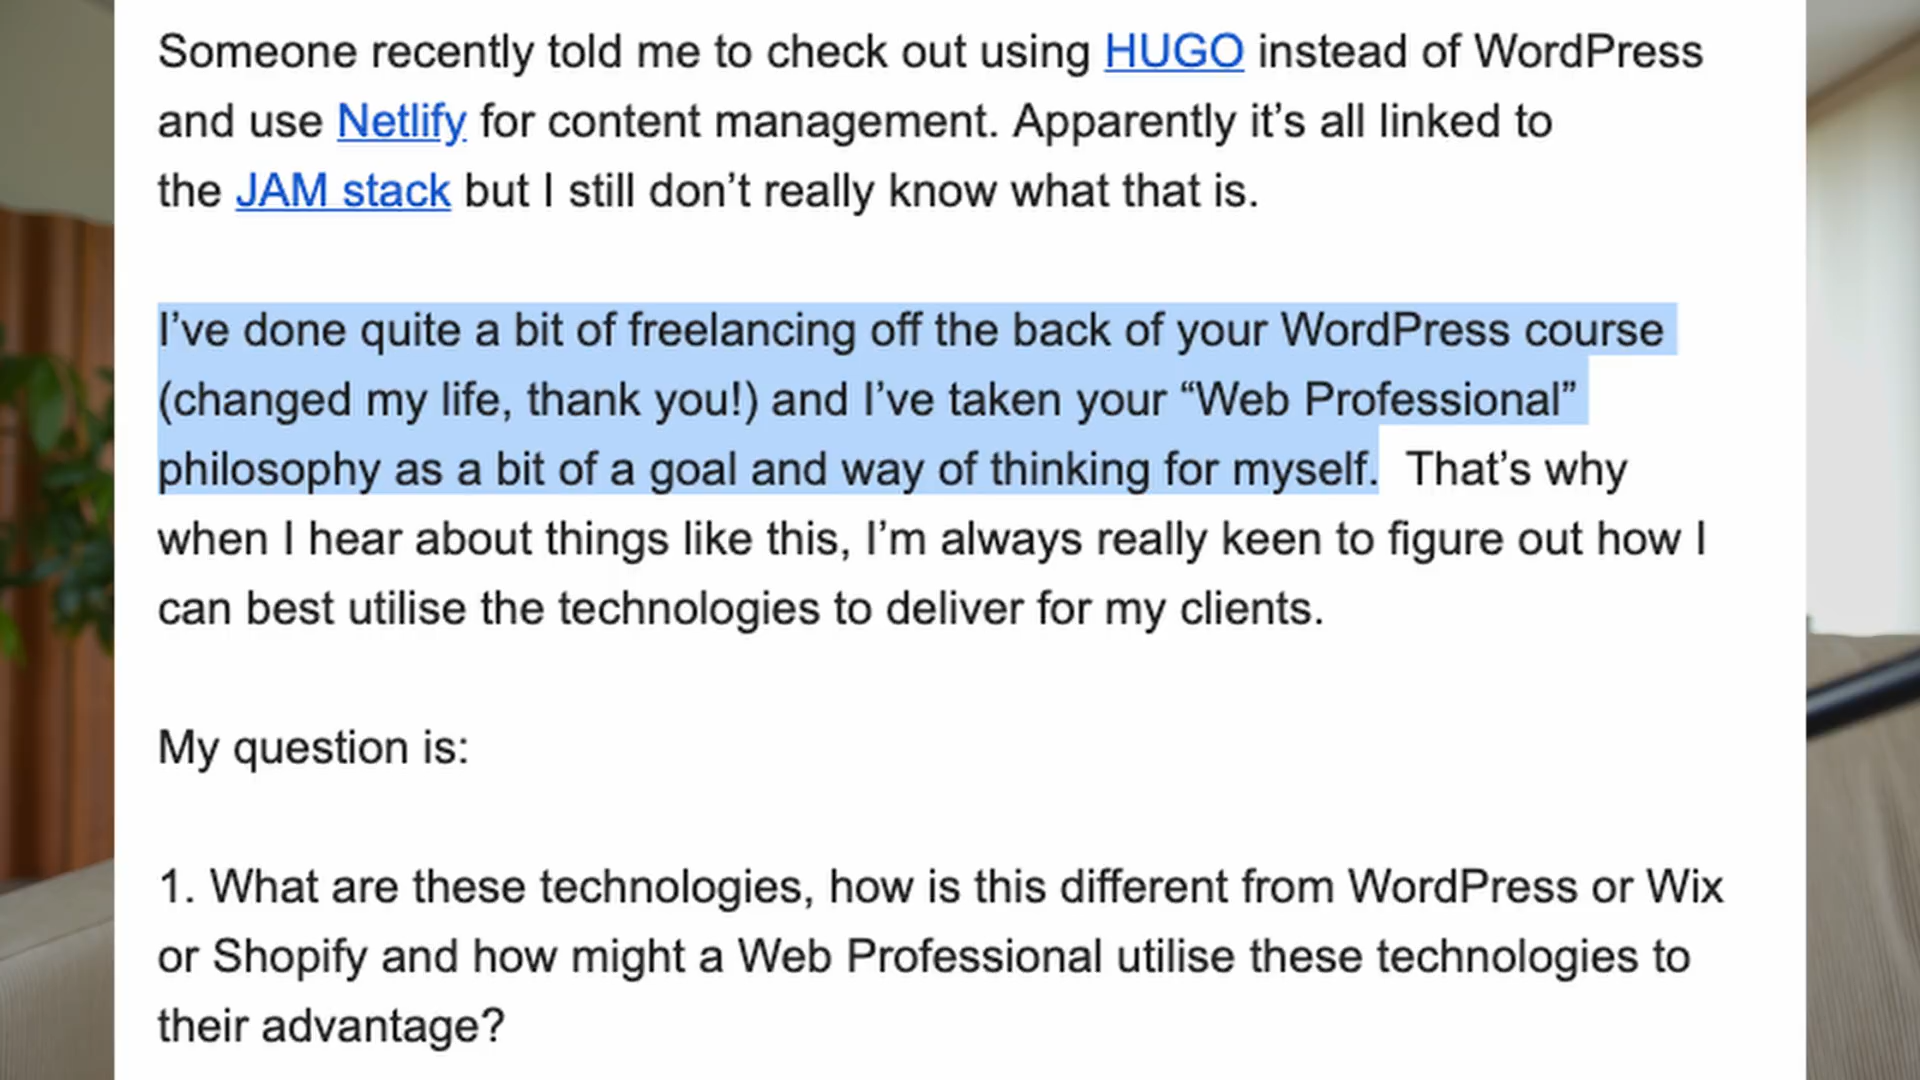 Someone recently told me to check out using HUGO instead of WordPress
and use Netlify for content management. Apparently it’s all linked to
the JAM stack but I still don’t really know what that is.
I’ve done quite a bit of freelancing off the back of your WordPress course
(changed my life, thank you!) and I’ve taken your “Web Professional”
philosophy as a bit of a goal and way of thinking for myself.  That’s why
when I hear about things like this, I’m always really keen to figure out how I
can best utilise the technologies to deliver for my clients.
My question is:
1. What are these technologies, how is this different from WordPress or Wix
or Shopify and how might a Web Professional utilise these technologies to
their advantage?